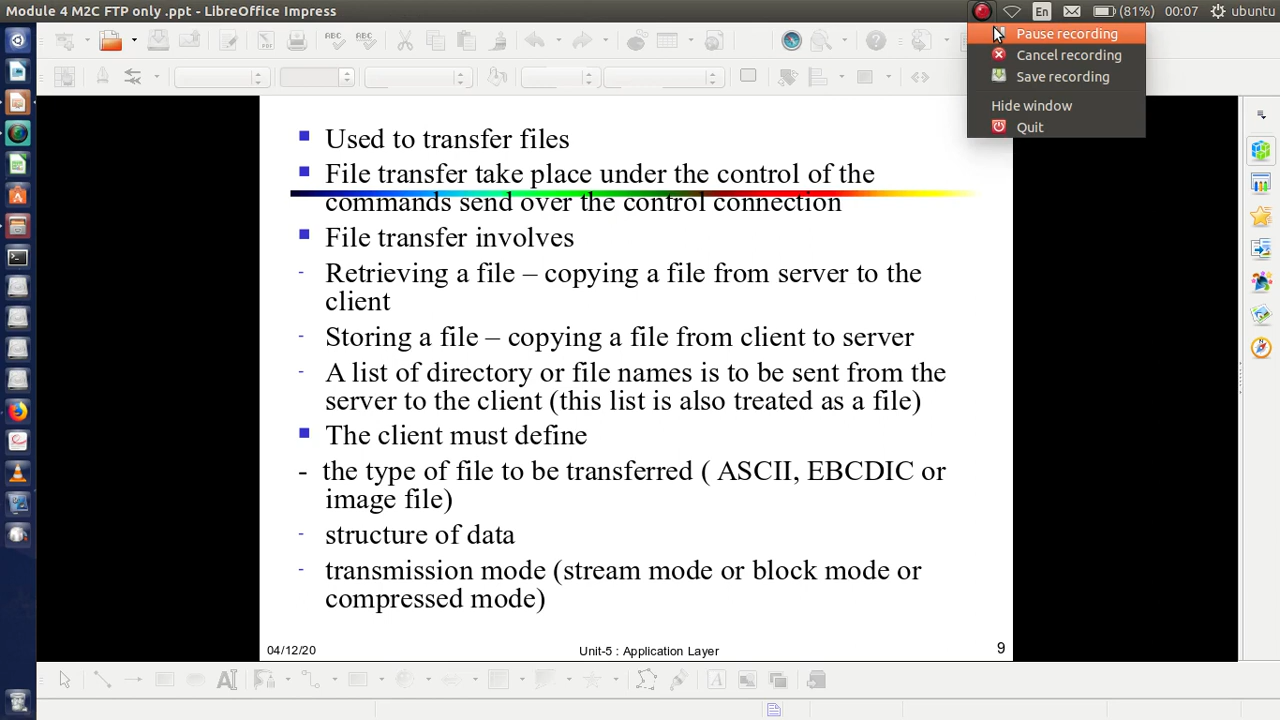 Module 4 M2C FTP only .ppt - LibreOffice Impress
En
(81%)
00:07
ubuntu
Pause recording
Cancel recording
Save recording
Hide window
Quit
Used to transfer files
File transfer take place under the control of the
commands send over the control connection
File transfer involves
- Retrieving a file – copying a file from server to the
client
- Storing a file – copying a file from client to server
- A list of directory or file names is to be sent from the
server to the client (this list is also treated as a file)
The client must define
- the type of file to be transferred ( ASCII, EBCDIC or
image file)
- structure of data
- transmission mode (stream mode or block mode or
compressed mode)
04/12/20
Unit-5 : Application Layer
9